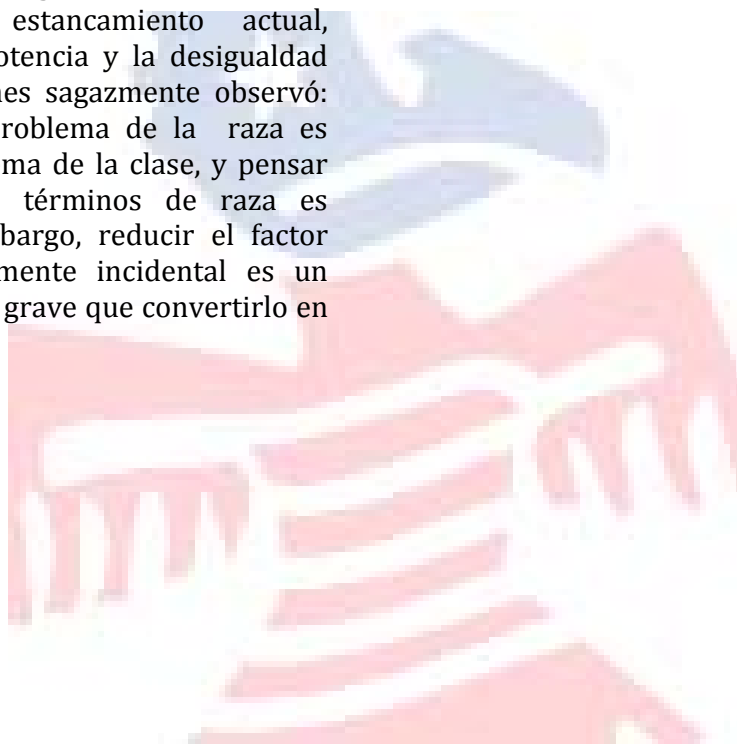 estancamiento actual,
otencia y la desigualdad
nes sagazmente observó:
roblema de la raza es
ma de la clase, y pensar
términos de raza es
bargo, reducir el factor
mente incidental es un
grave que convertirlo en